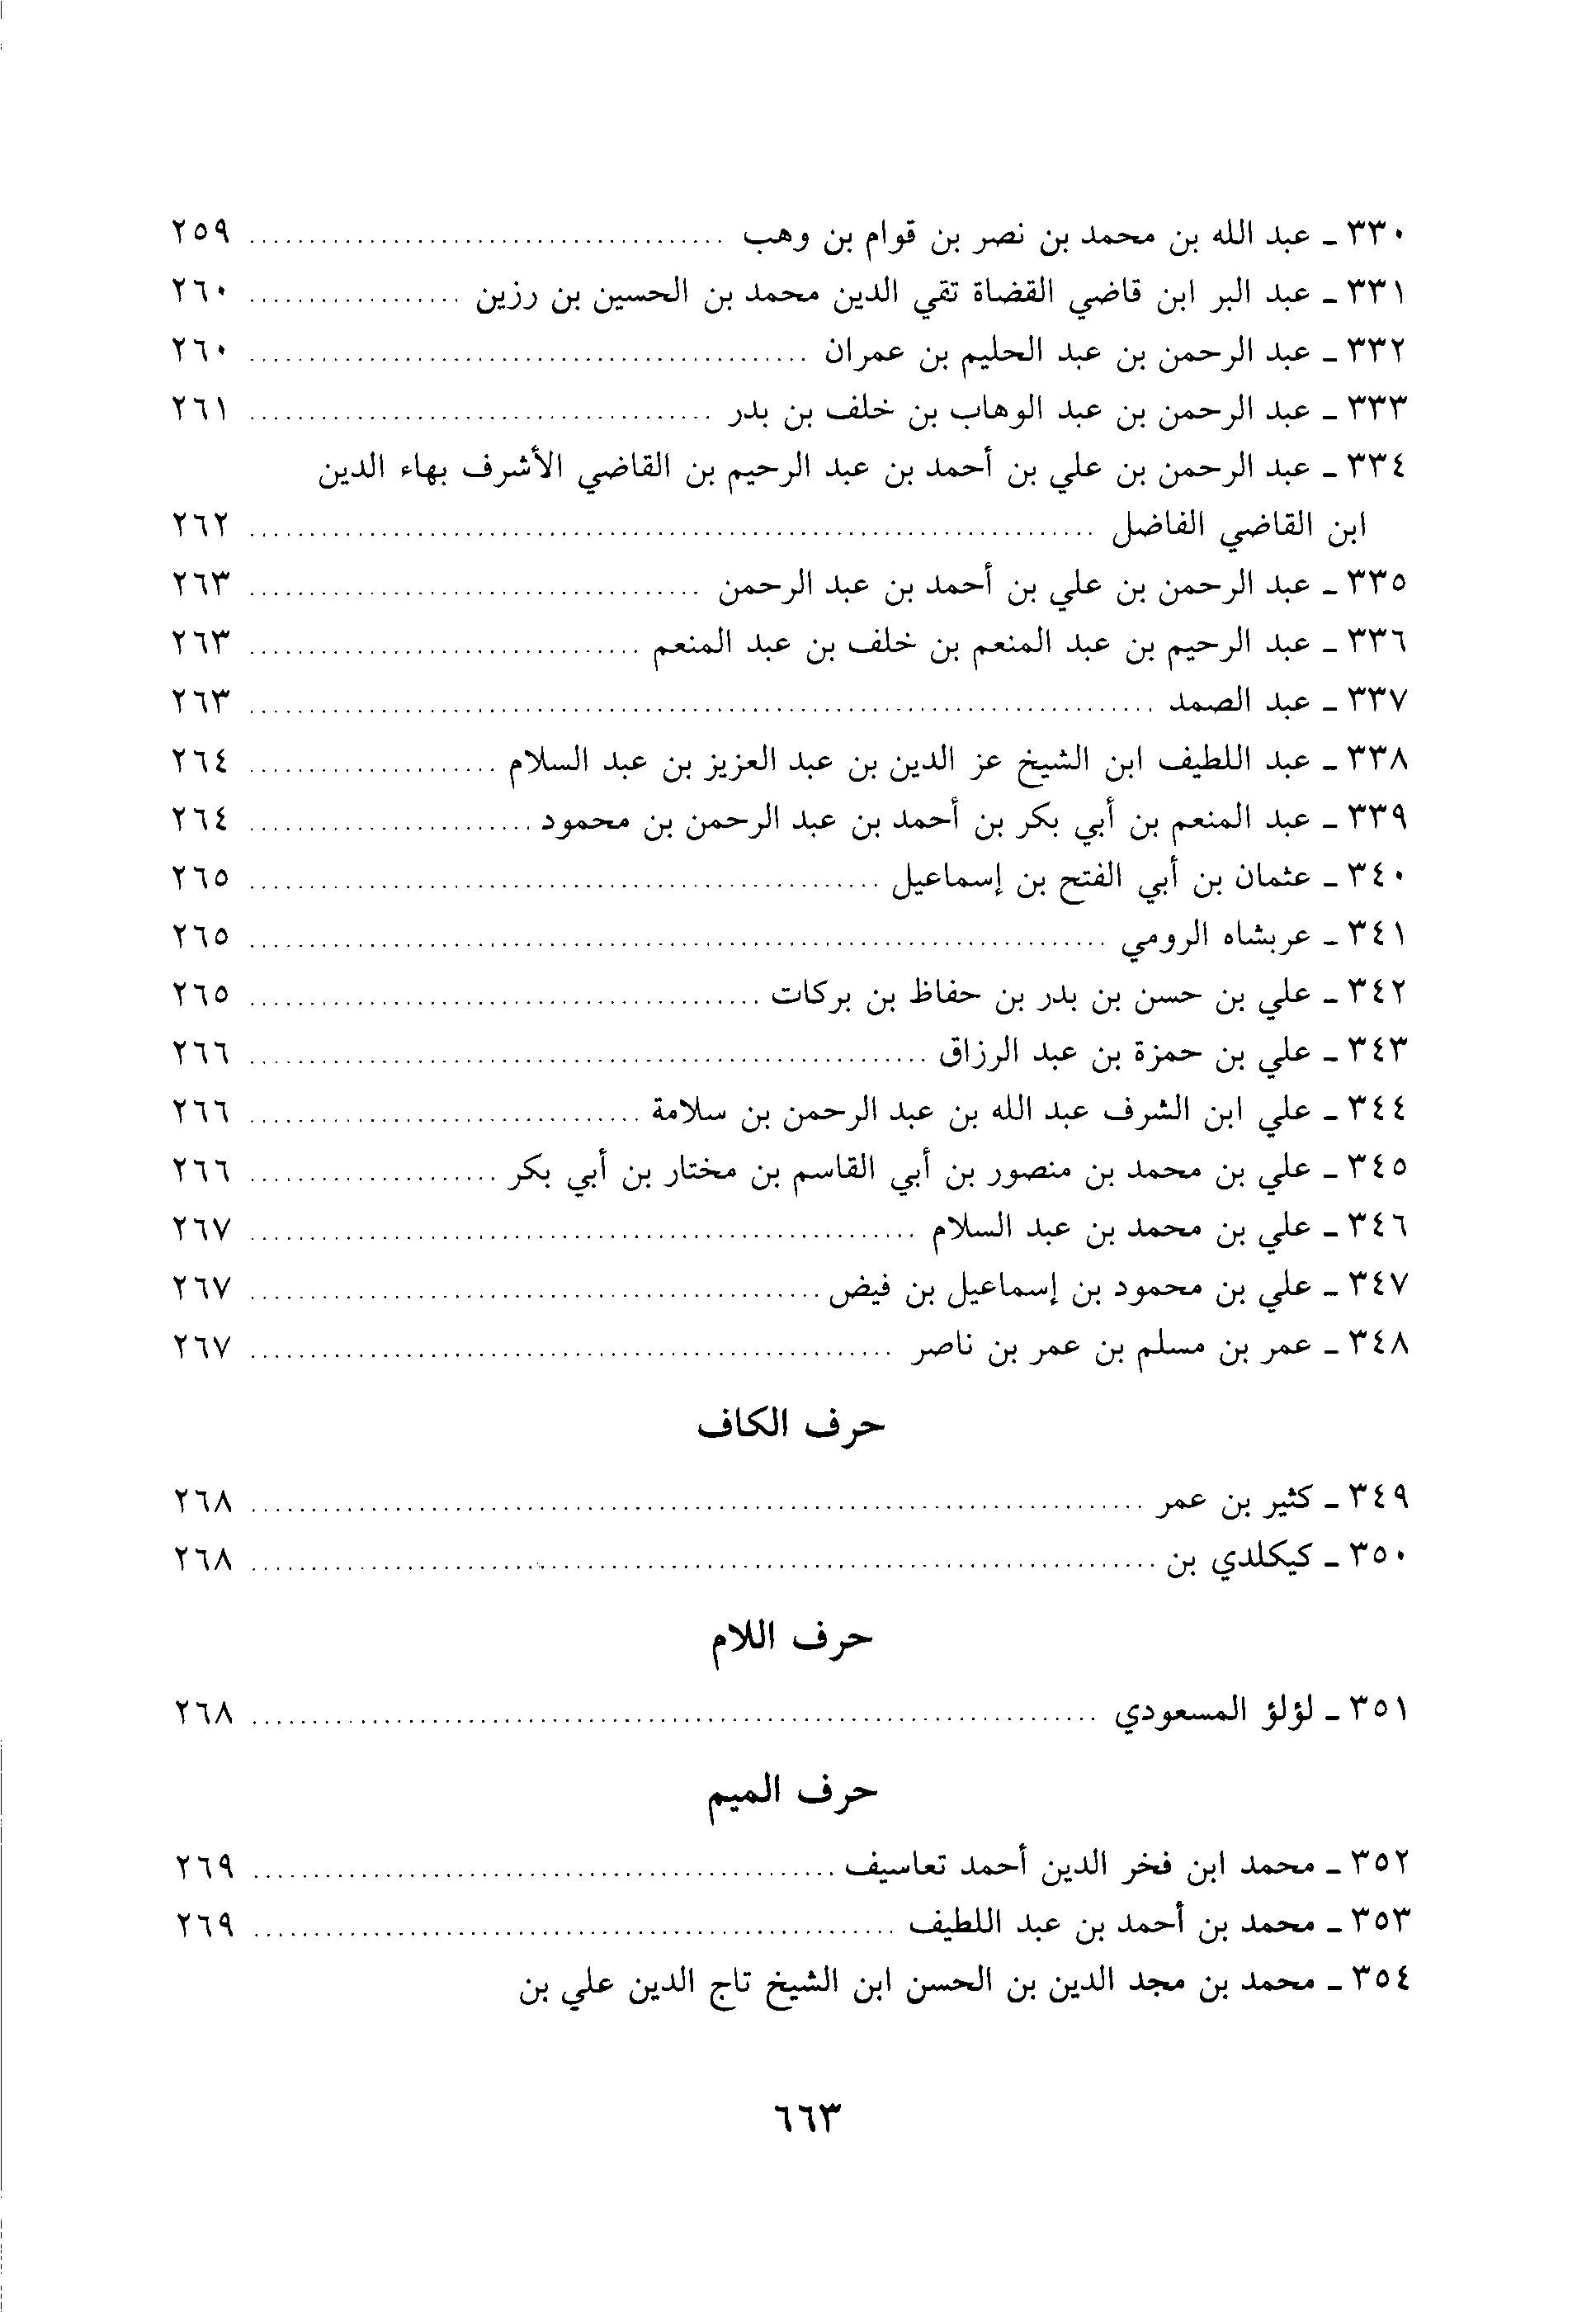 ٣٣٠ ـ عبد الله بن محمد بن نصر بن قوام بن وهب ........ ٢٥٩
٣٣١ ـ عبد البر ابن قاضي القضاة تقي الدين محمد بن الحسين بن رزين ........ ٢٦٠
٣٣٢ ـ عبد الرحمن بن عبد الحليم بن عمران ........ ٢٦٠
٣٣٣ ـ عبد الرحمن بن عبد الوهاب بن خلف بن بدر ........ ٢٦١
٣٣٤ ـ عبد الرحمن بن علي بن أحمد بن عبد الرحيم بن القاضي الأشرف بهاء الدين
ابن القاضي الفاضل ........ ٢٦٢
٣٣٥ ـ عبد الرحمن بن علي بن أحمد بن عبد الرحمن ........ ٢٦٣
٣٣٦ ـ عبد الرحيم بن عبد المنعم بن خلف بن عبد المنعم ........ ٢٦٣
٣٣٧ ـ عبد الصمد ........ ٢٦٣
٣٣٨ ـ عبد اللطيف ابن الشيخ عز الدين بن عبد العزيز بن عبد السلام ........ ٢٦٤
٣٣٩ ـ عبد المنعم بن أبي بكر بن أحمد بن عبد الرحمن بن محمود ........ ٢٦٤
٣٤٠ ـ عثمان بن أبي الفتح بن إسماعيل ........ ٢٦٥
٣٤١ ـ عربشاه الرومي ........ ٢٦٥
٣٤٢ ـ علي بن حسن بن بدر بن حفاظ بن بركات ........ ٢٦٥
٣٤٣ ـ علي بن حمزة بن عبد الرزاق ........ ٢٦٦
٣٤٤ ـ علي ابن الشرف عبد الله بن عبد الرحمن بن سلامة ........ ٢٦٦
٣٤٥ ـ علي بن محمد بن منصور بن أبي القاسم بن مختار بن أبي بكر ........ ٢٦٦
٣٤٦ ـ علي بن محمد بن عبد السلام ........ ٢٦٧
٣٤٧ ـ علي بن محمود بن إسماعيل بن فيض ........ ٢٦٧
٣٤٨ ـ عمر بن مسلم بن عمر بن ناصر ........ ٢٦٧
حرف الكاف
٣٤٩ ـ كثير بن عمر ........ ٢٦٨
٣٥٠ ـ كيكلدي بن ........ ٢٦٨
حرف اللام
٣٥١ ـ لؤلؤ المسعودي ........ ٢٦٨
حرف الميم
٣٥٢ ـ محمد ابن فخر الدين أحمد تعاسيف ........ ٢٦٩
٣٥٣ ـ محمد بن أحمد بن عبد اللطيف ........ ٢٦٩
٣٥٤ ـ محمد بن مجد الدين بن الحسن ابن الشيخ تاج الدين علي بن
٦٦٣